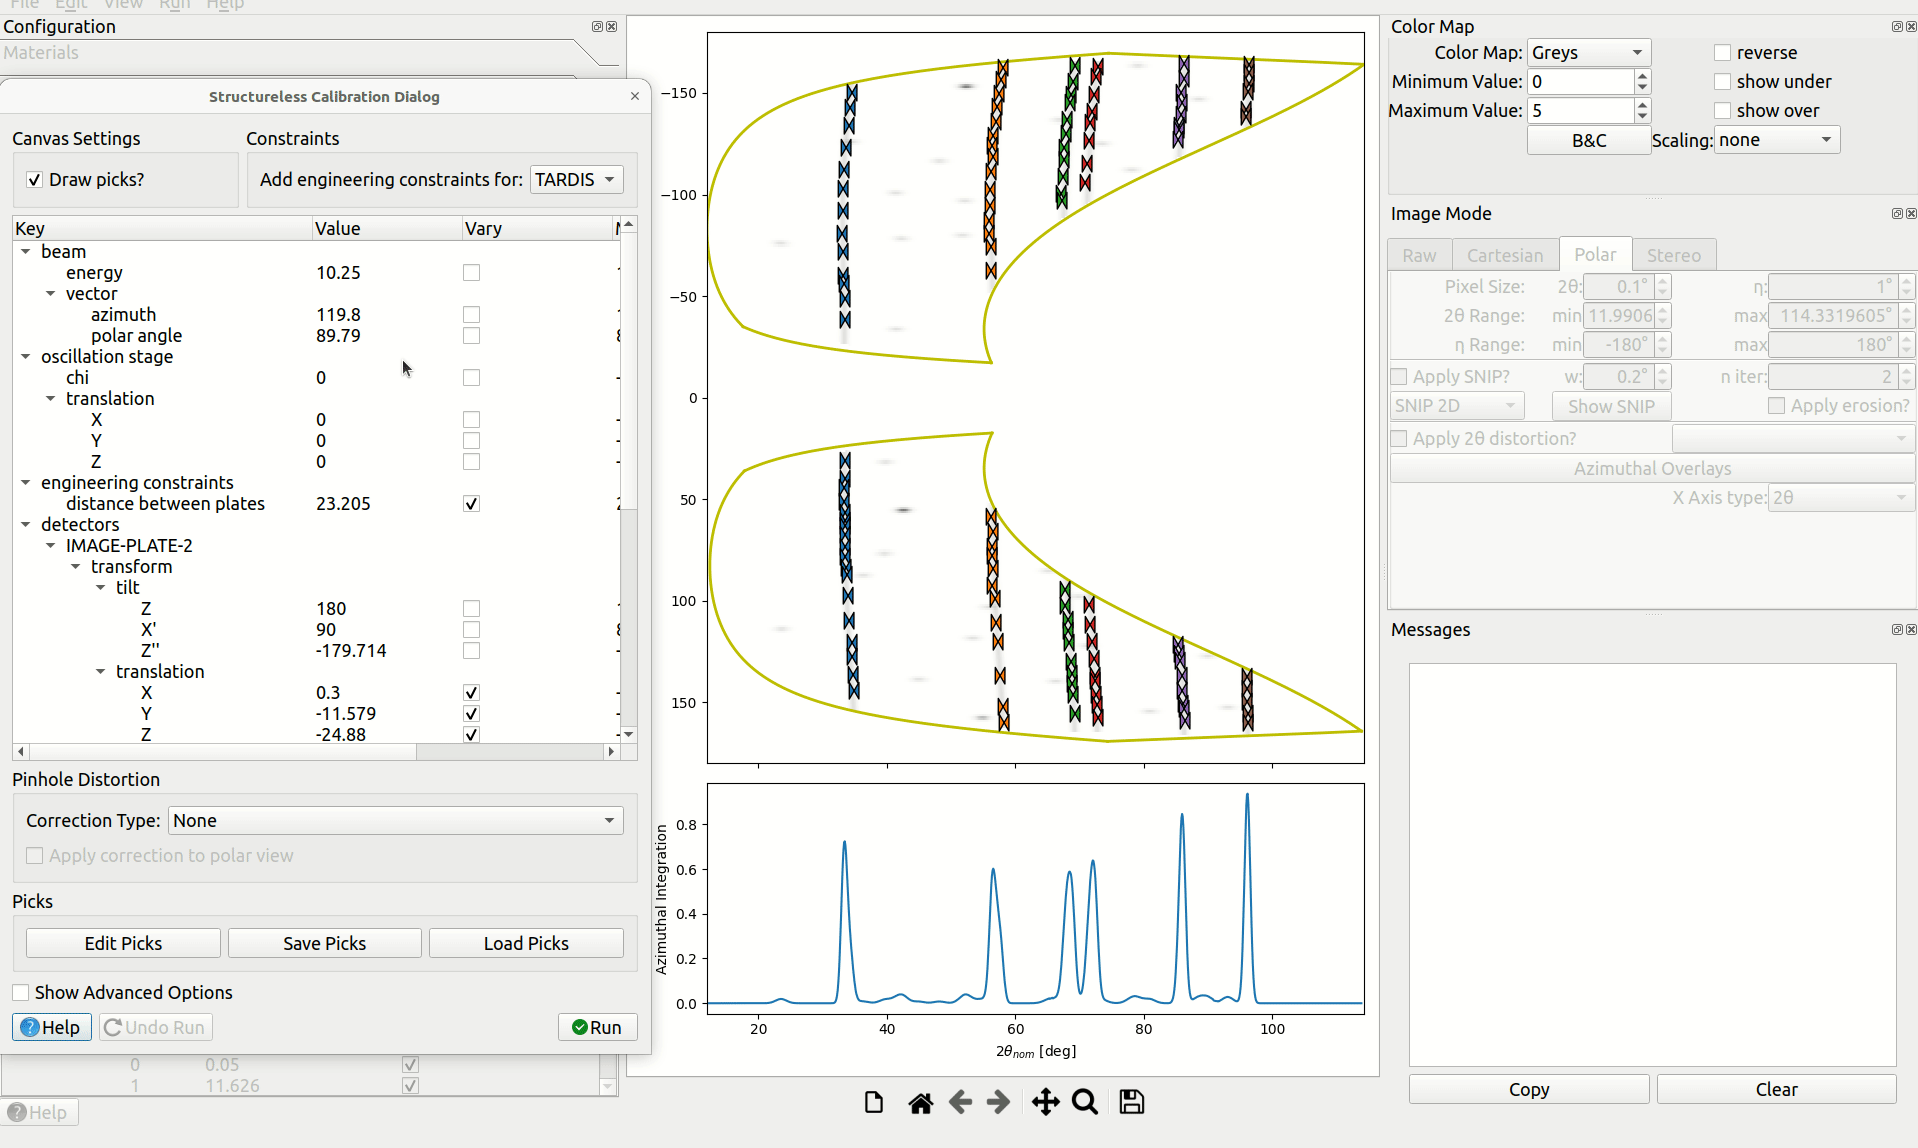 File Edit View Run Help
Configuration
Materials
Structureless Calibration Dialog
Canvas Settings
Draw picks?
Constraints
Add engineering constraints for: TARDIS
Key Value Vary
beam
energy 10.25
vector
azimuth 119.8
polar angle 89.79
oscillation stage
chi 0
translation
X 0
Y 0
Z 0
engineering constraints
distance between plates 23.205
detectors
IMAGE-PLATE-2
transform
tilt
Z 180
X' 90
Z'' -179.714
translation
X 0.3
Y -11.579
Z -24.88
Pinhole Distortion
Correction Type: None
Apply correction to polar view
Picks
Edit Picks Save Picks Load Picks
Show Advanced Options
Help Undo Run Run
0 0.05
1 11.626
Help
−150
−100
−50
0
50
100
150
Azimuthal Integration
0.8
0.6
0.4
0.2
0.0
20 40 60 80 100
2θnom [deg]
Color Map
Color Map: Greys reverse
Minimum Value: 0 show under
Maximum Value: 5 show over
B&C Scaling: none
Image Mode
Raw Cartesian Polar Stereo
Pixel Size: 2θ: 0.1° η: 1°
2θ Range: min 11.9906 max 114.3319605°
η Range: min -180° max 180°
Apply SNIP? w: 0.2° n iter: 2
SNIP 2D Show SNIP Apply erosion?
Apply 2θ distortion?
Azimuthal Overlays
X Axis type: 2θ
Messages
Copy Clear